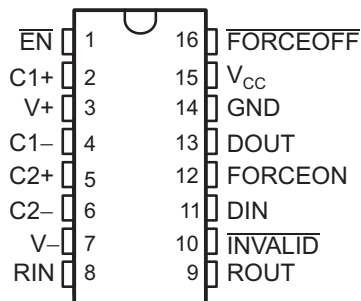 EN 1 16 FORCEOFF
C1+ 2 15 VCC
V+ 3 14 GND
C1− 4 13 DOUT
C2+ 5 12 FORCEON
C2− 6 11 DIN
V− 7 10 INVALID
RIN 8 9 ROUT